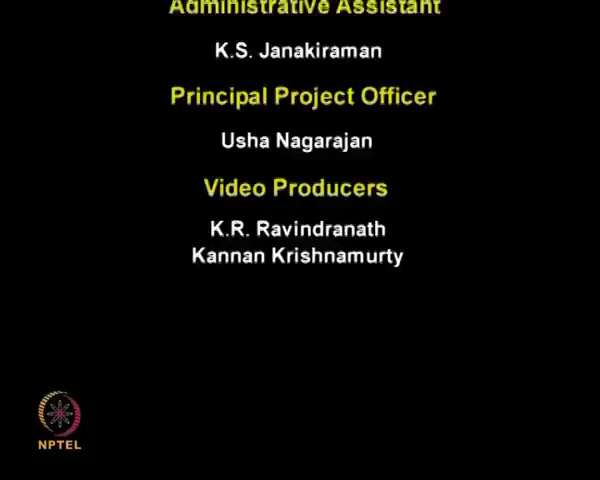 Administrative Assistant
K.S. Janakiraman
Principal Project Officer
Usha Nagarajan
Video Producers
K.R. Ravindranath
Kannan Krishnamurty
NPTEL